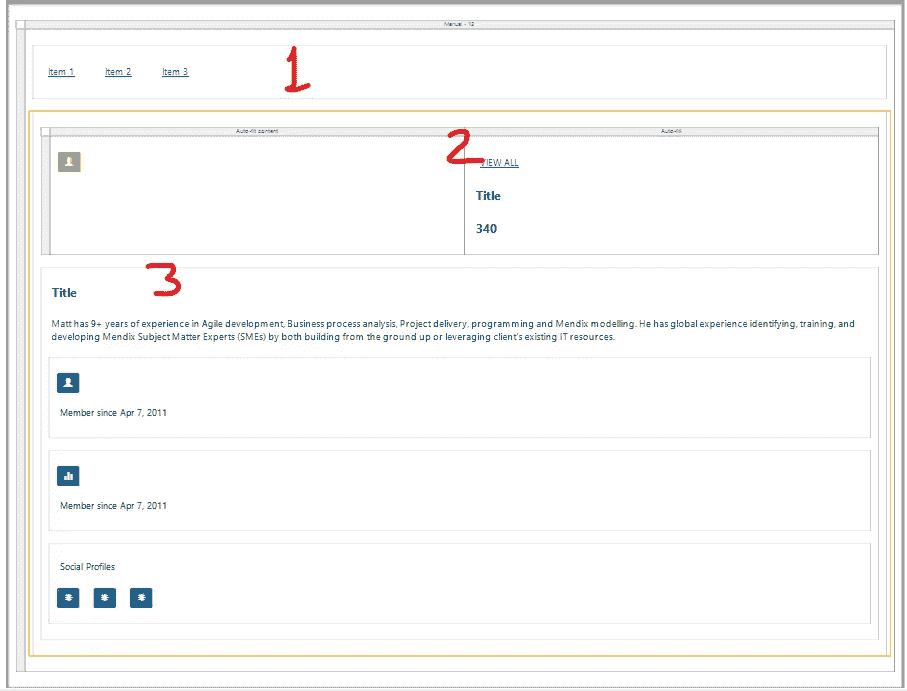 Manual - 12
1
Item 1 Item 2 Item 3
Auto-fit content Auto-fill
2
VIEW ALL
Title
340
3
Title
Matt has 9+ years of experience in Agile development, Business process analysis, Project delivery, programming and Mendix modelling. He has global experience identifying, training, and
developing Mendix Subject Matter Experts (SMEs) by both building from the ground up or leveraging client's existing IT resources.
Member since Apr 7, 2011
Member since Apr 7, 2011
Social Profiles